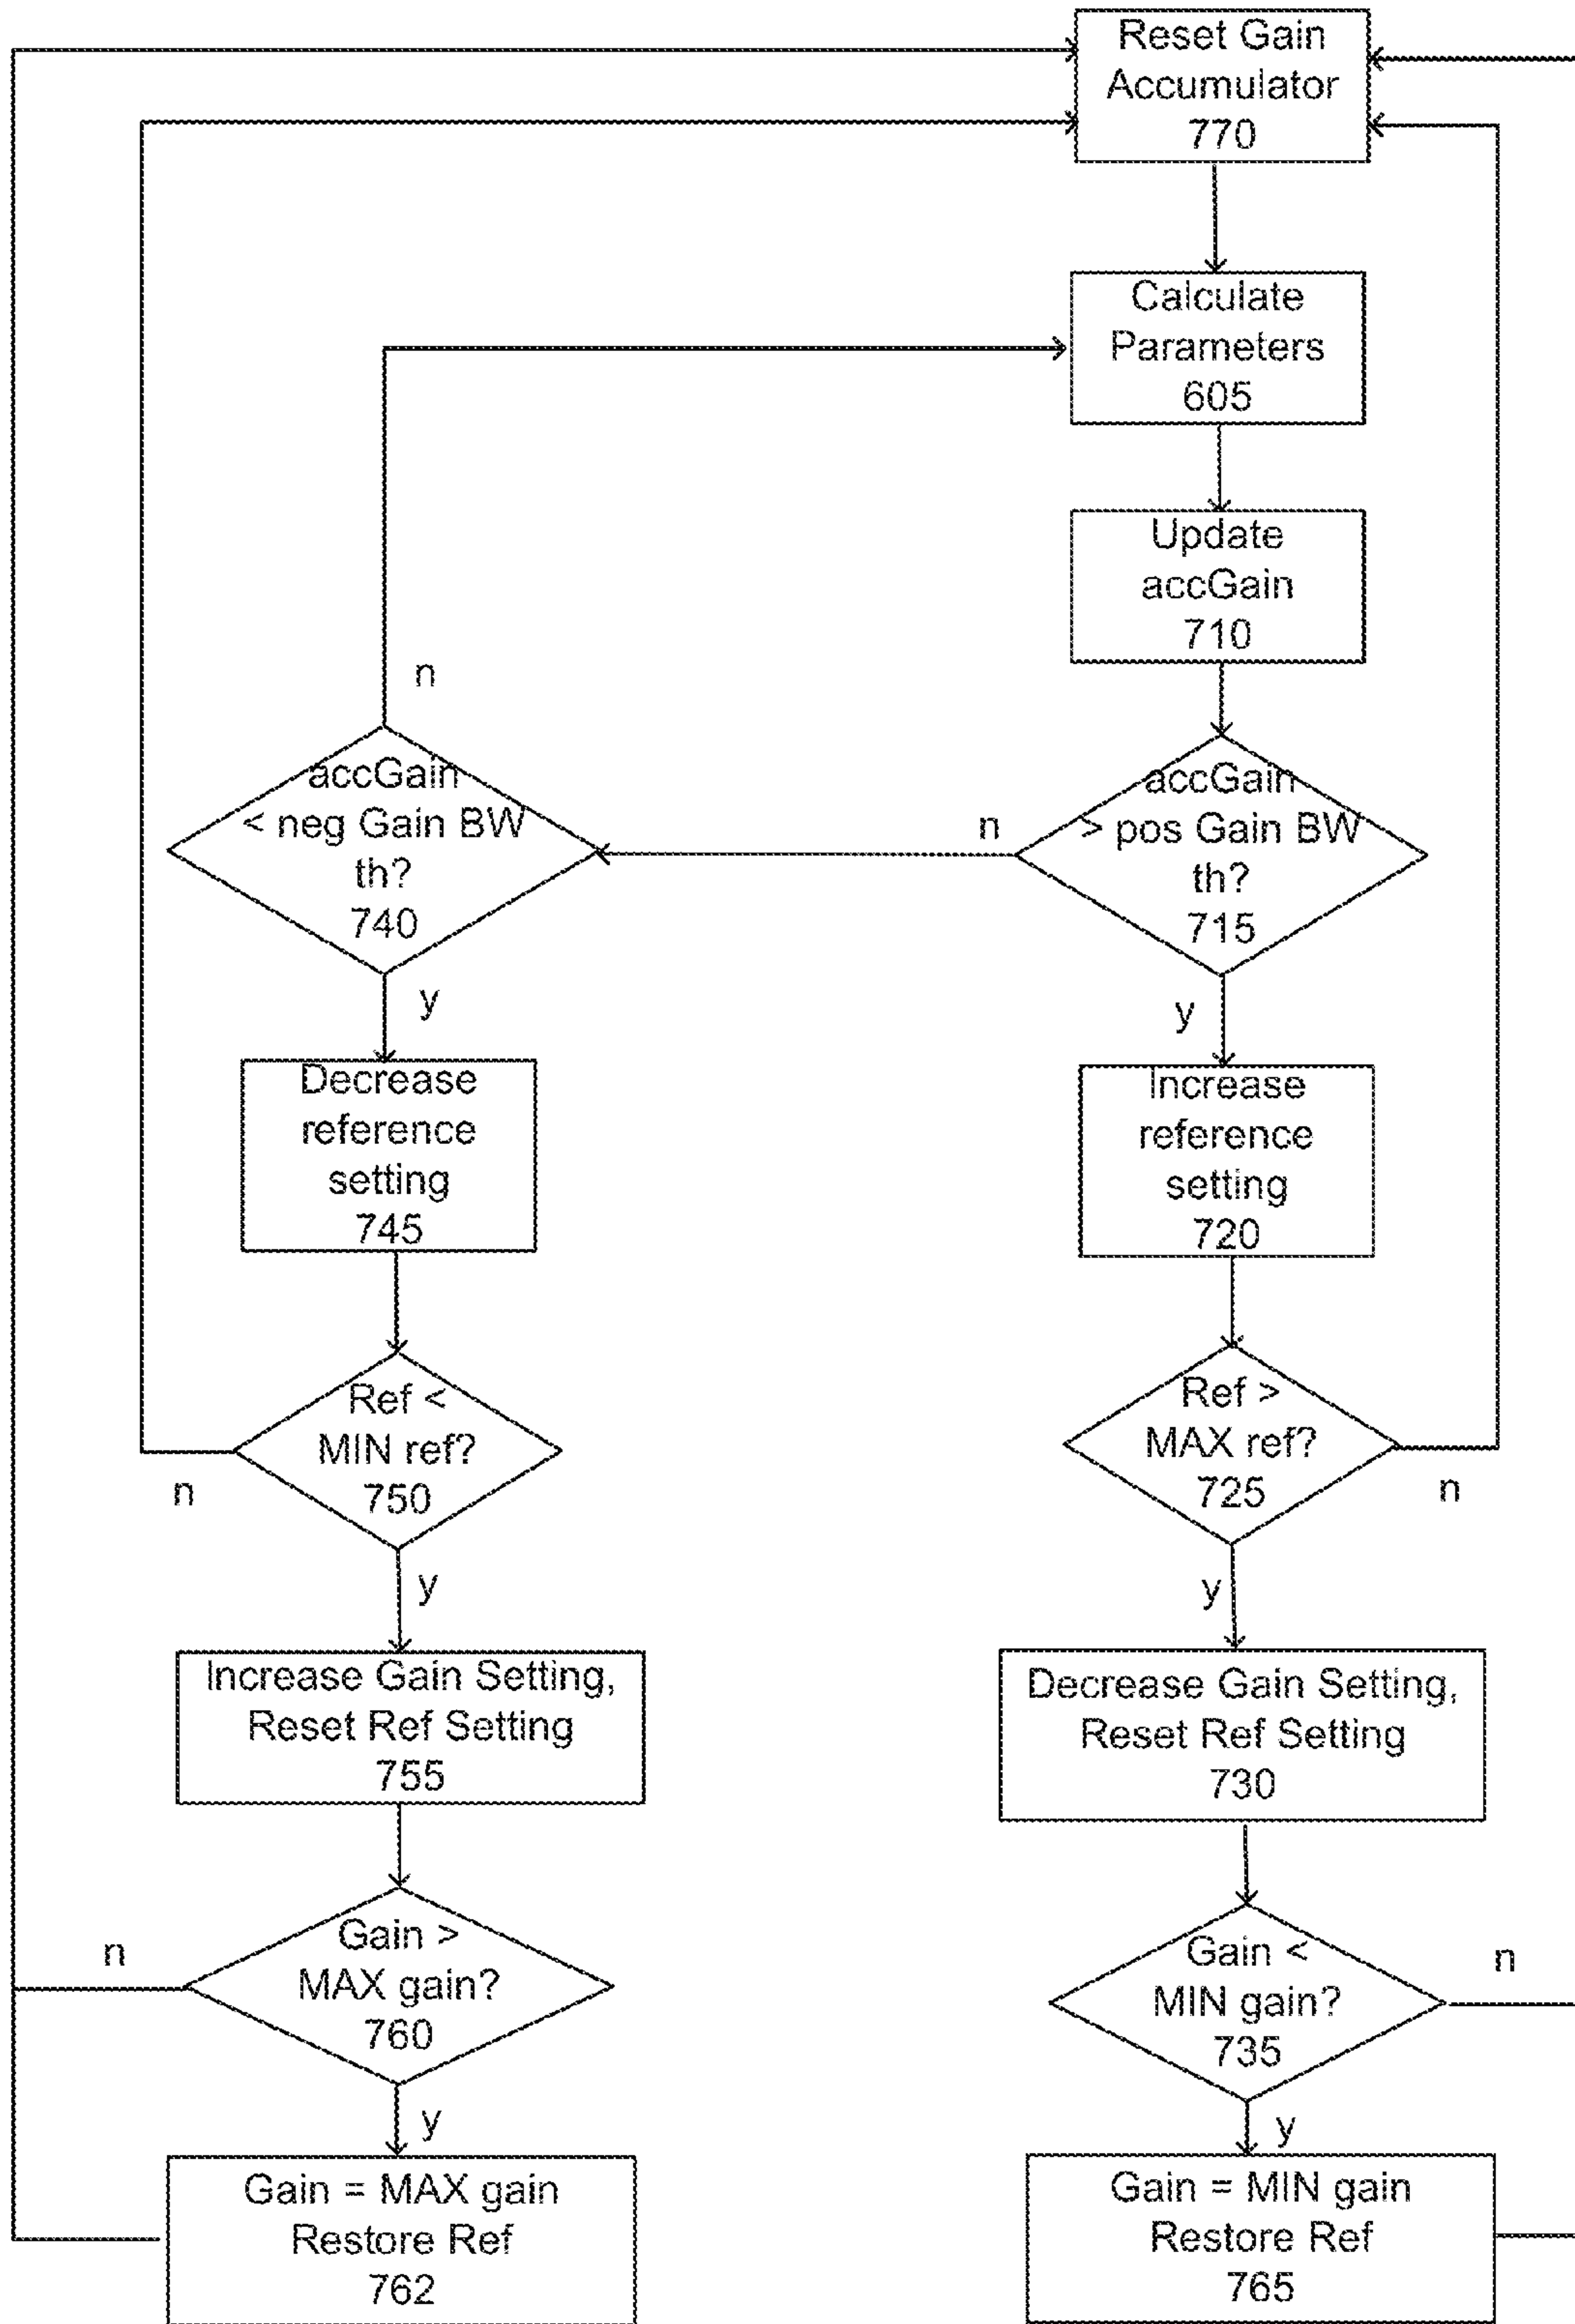 Reset Gain
Accumulator
770
Calculate
Parameters
605
Update
accGain
710
n
accGain
< neg Gain BW
th?
740
n
accGain
> pos Gain BW
th?
715
y
y
Decrease
reference
setting
745
Increase
reference
setting
720
Ref <
MIN ref?
750
n
Ref >
MAX ref?
725
n
y
y
Increase Gain Setting,
Reset Ref Setting
755
Decrease Gain Setting,
Reset Ref Setting
730
n
Gain >
MAX gain?
760
Gain <
MIN gain?
735
n
y
y
Gain = MAX gain
Restore Ref
762
Gain = MIN gain
Restore Ref
765